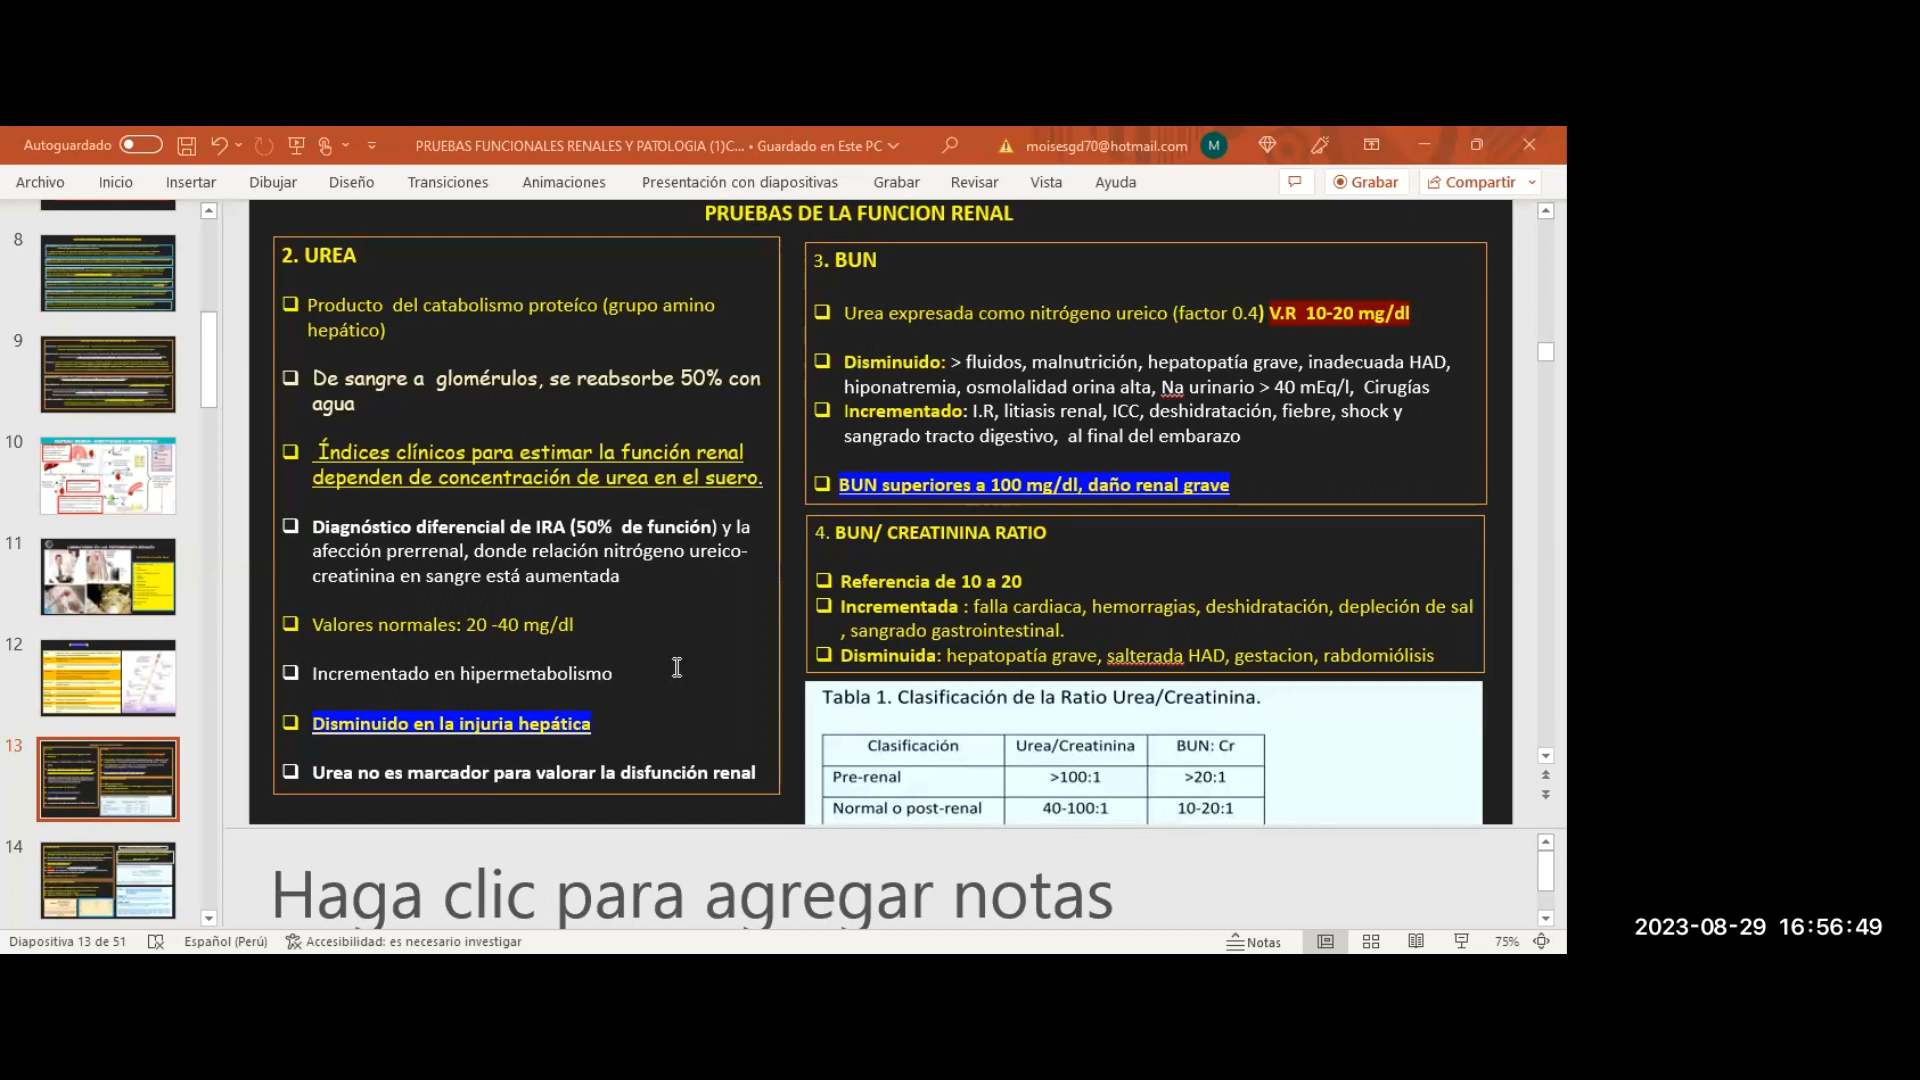 Autoguardado
PRUEBAS FUNCIONALES RENALES Y PATOLOGIA (1)C... • Guardado en Este PC
moisesgd70@hotmail.com
M
Archivo Inicio Insertar Dibujar Diseño Transiciones Animaciones Presentación con diapositivas Grabar Revisar Vista Ayuda
Grabar
Compartir
8
9
10
11
12
13
14
PRUEBAS DE LA FUNCION RENAL
2. UREA
Producto del catabolismo proteíco (grupo amino
hepático)
De sangre a glomérulos, se reabsorbe 50% con
agua
Índices clínicos para estimar la función renal
dependen de concentración de urea en el suero.
Diagnóstico diferencial de IRA (50% de función) y la
afección prerrenal, donde relación nitrógeno ureico-
creatinina en sangre está aumentada
Valores normales: 20 -40 mg/dl
Incrementado en hipermetabolismo
Disminuido en la injuria hepática
Urea no es marcador para valorar la disfunción renal
3. BUN
Urea expresada como nitrógeno ureico (factor 0.4) V.R 10-20 mg/dl
Disminuido: > fluidos, malnutrición, hepatopatía grave, inadecuada HAD,
hiponatremia, osmolalidad orina alta, Na urinario > 40 mEq/l, Cirugías
Incrementado: I.R, litiasis renal, ICC, deshidratación, fiebre, shock y
sangrado tracto digestivo, al final del embarazo
BUN superiores a 100 mg/dl, daño renal grave
4. BUN/ CREATININA RATIO
Referencia de 10 a 20
Incrementada : falla cardiaca, hemorragias, deshidratación, depleción de sal
, sangrado gastrointestinal.
Disminuida: hepatopatía grave, salterada HAD, gestacion, rabdomiólisis
Tabla 1. Clasificación de la Ratio Urea/Creatinina.
Clasificación Urea/Creatinina BUN: Cr
Pre-renal >100:1 >20:1
Normal o post-renal 40-100:1 10-20:1
Haga clic para agregar notas
Diapositiva 13 de 51
Español (Perú)
Accesibilidad: es necesario investigar
Notas
75%
2023-08-29 16:56:49